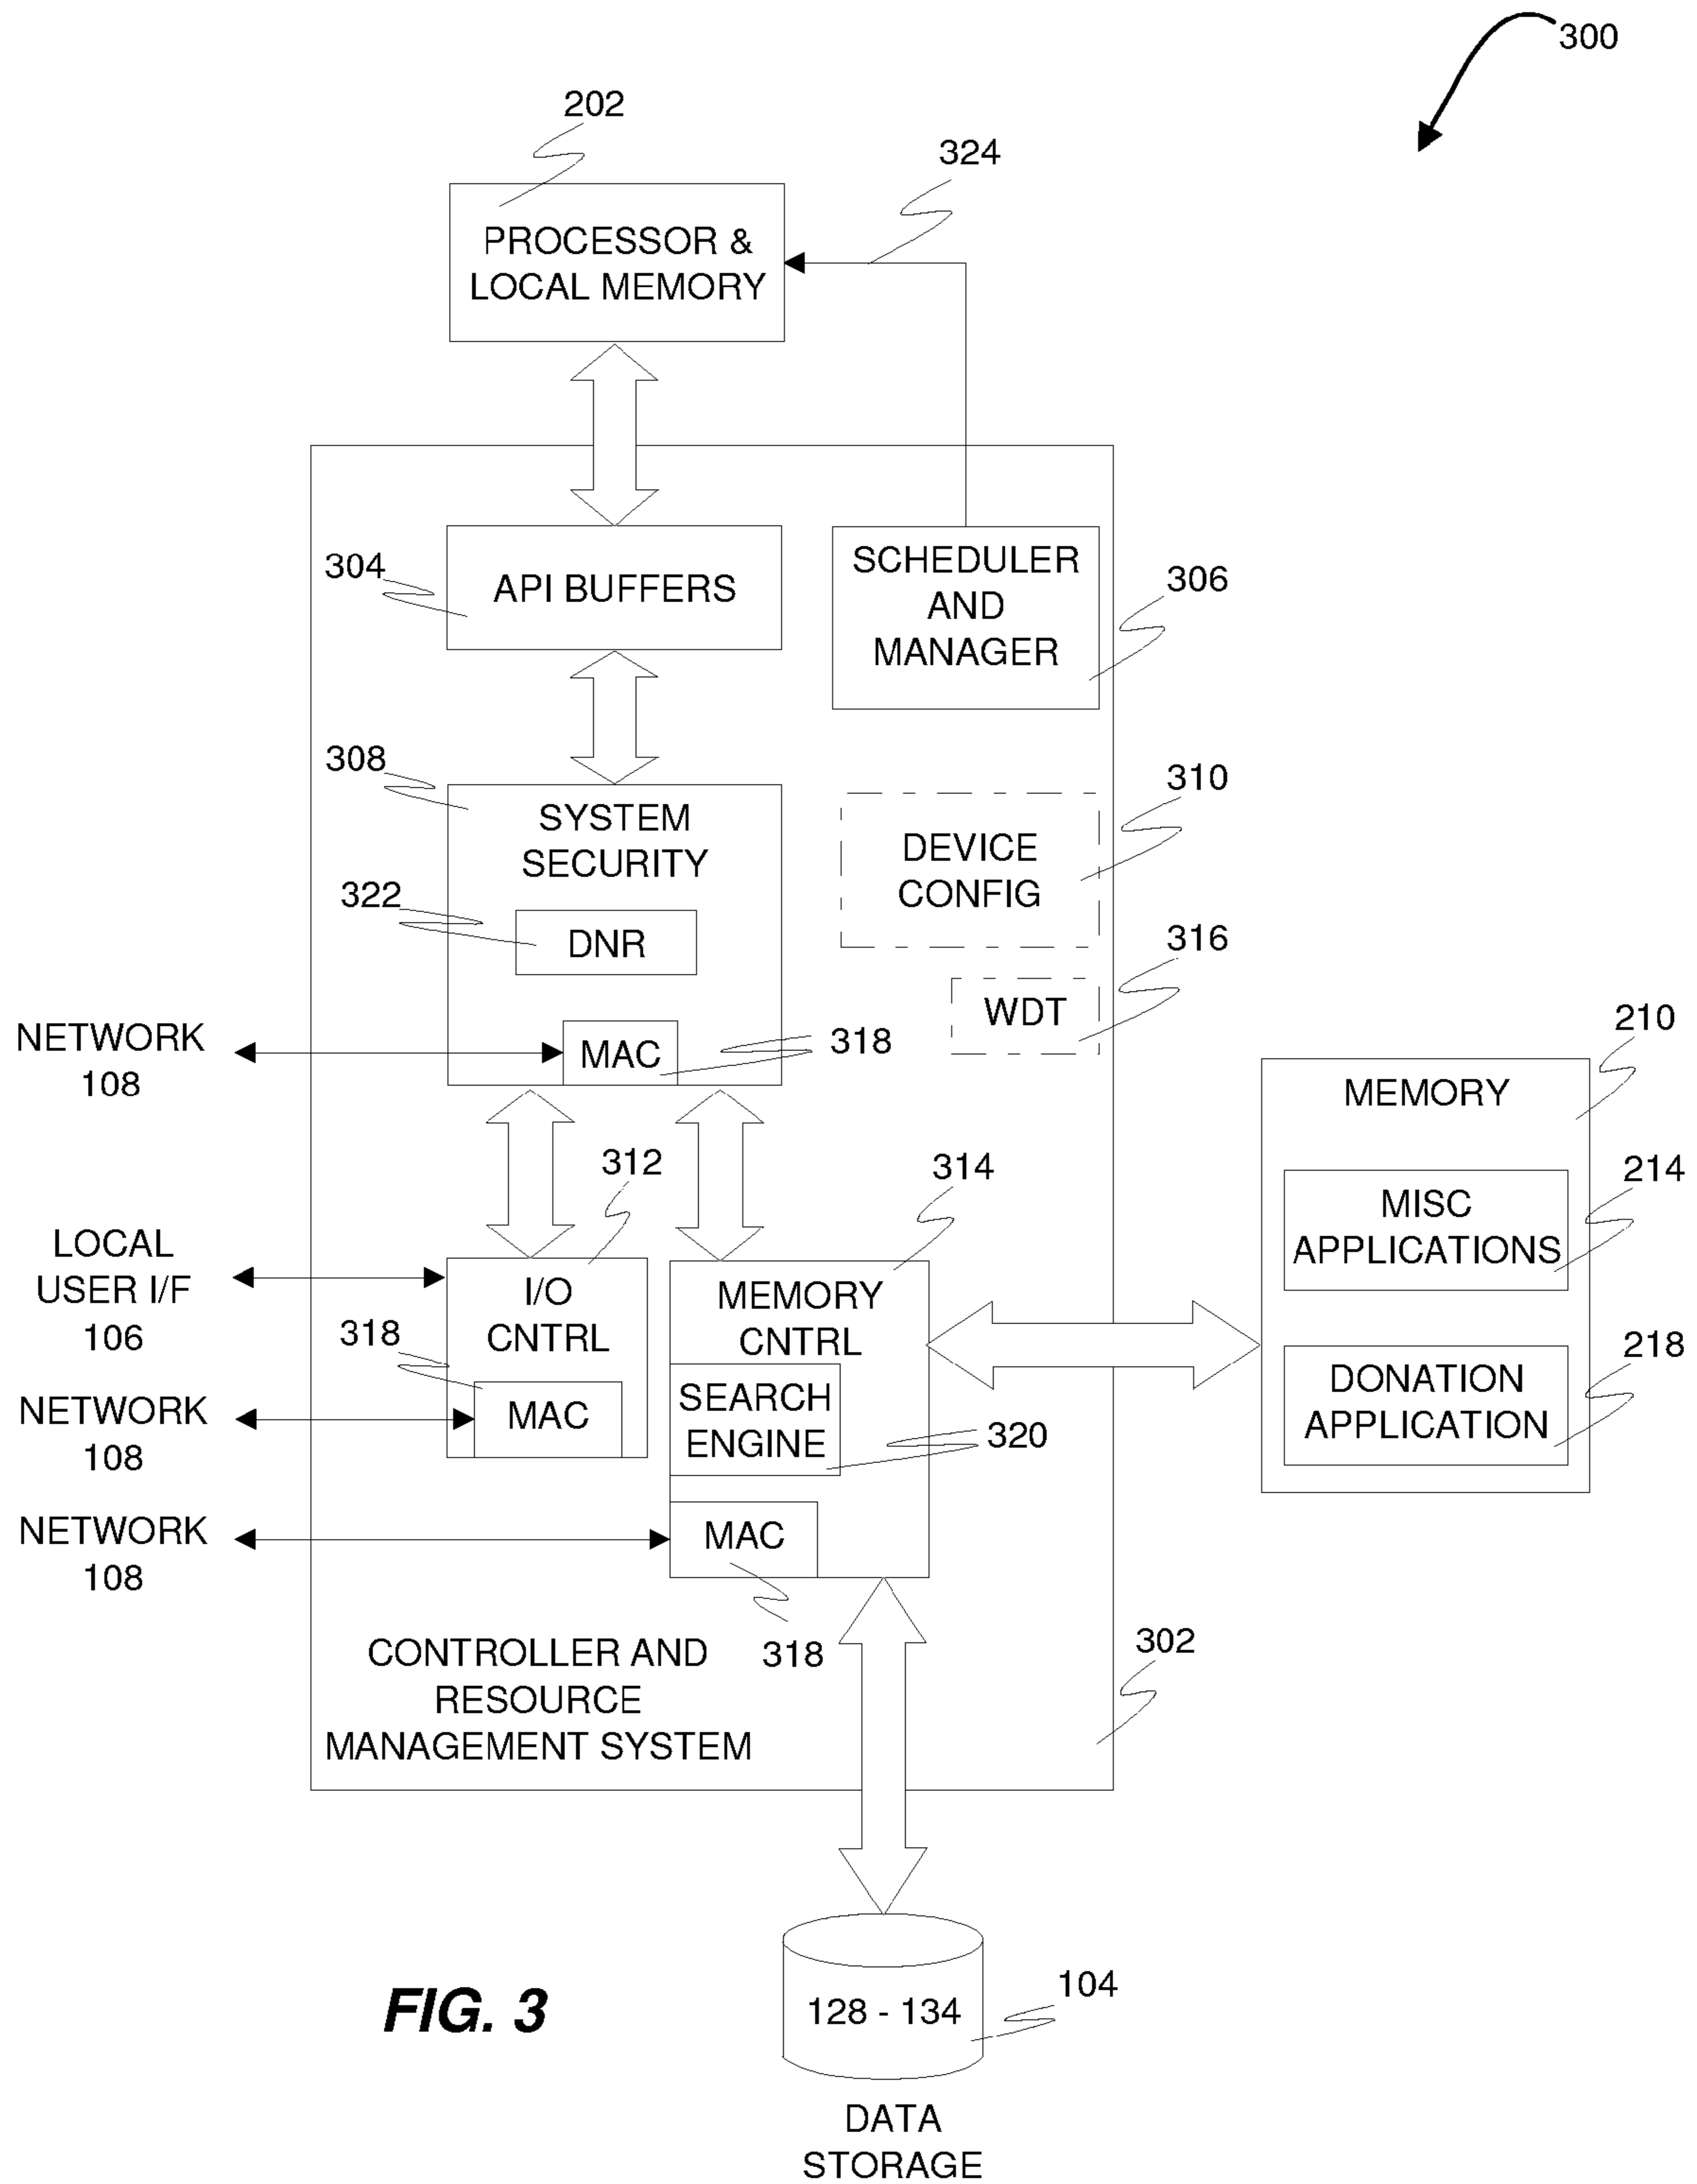 300
202
324
PROCESSOR &
LOCAL MEMORY
304
API BUFFERS
SCHEDULER
AND
MANAGER
306
308
SYSTEM
SECURITY
322
DNR
310
DEVICE
CONFIG
316
WDT
NETWORK
108
MAC
318
210
MEMORY
214
MISC
APPLICATIONS
218
DONATION
APPLICATION
312
314
LOCAL
USER I/F
106
I/O
CNTRL
318
MAC
NETWORK
108
MEMORY
CNTRL
SEARCH
ENGINE
320
NETWORK
108
MAC
318
CONTROLLER AND
RESOURCE
MANAGEMENT SYSTEM
302
FIG. 3
128 - 134
104
DATA
STORAGE